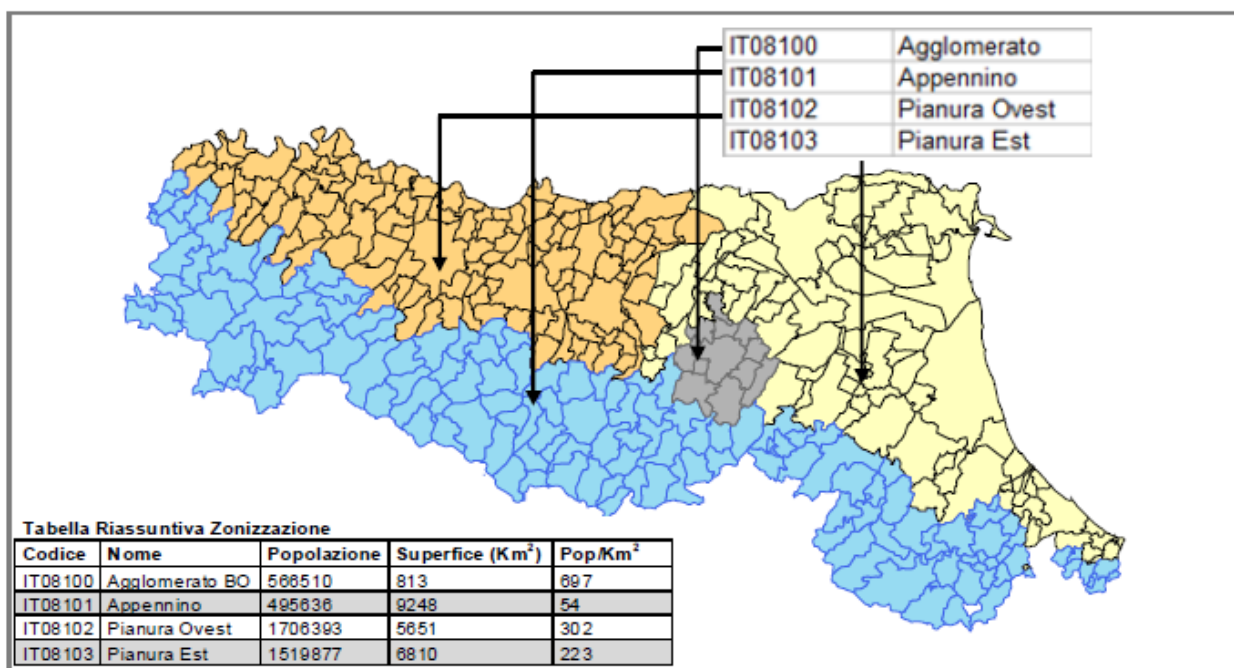 IT08100 Agglomerato
IT08101 Appennino
IT08102 Pianura Ovest
IT08103 Pianura Est
Tabella Riassuntiva Zonizzazione
Codice Nome Popolazione Superfice (Km²) Pop/Km²
IT08100 Agglomerato BO 566510 813 697
IT08101 Appennino 495636 9248 54
IT08102 Pianura Ovest 1706393 5651 302
IT08103 Pianura Est 1519877 6810 223